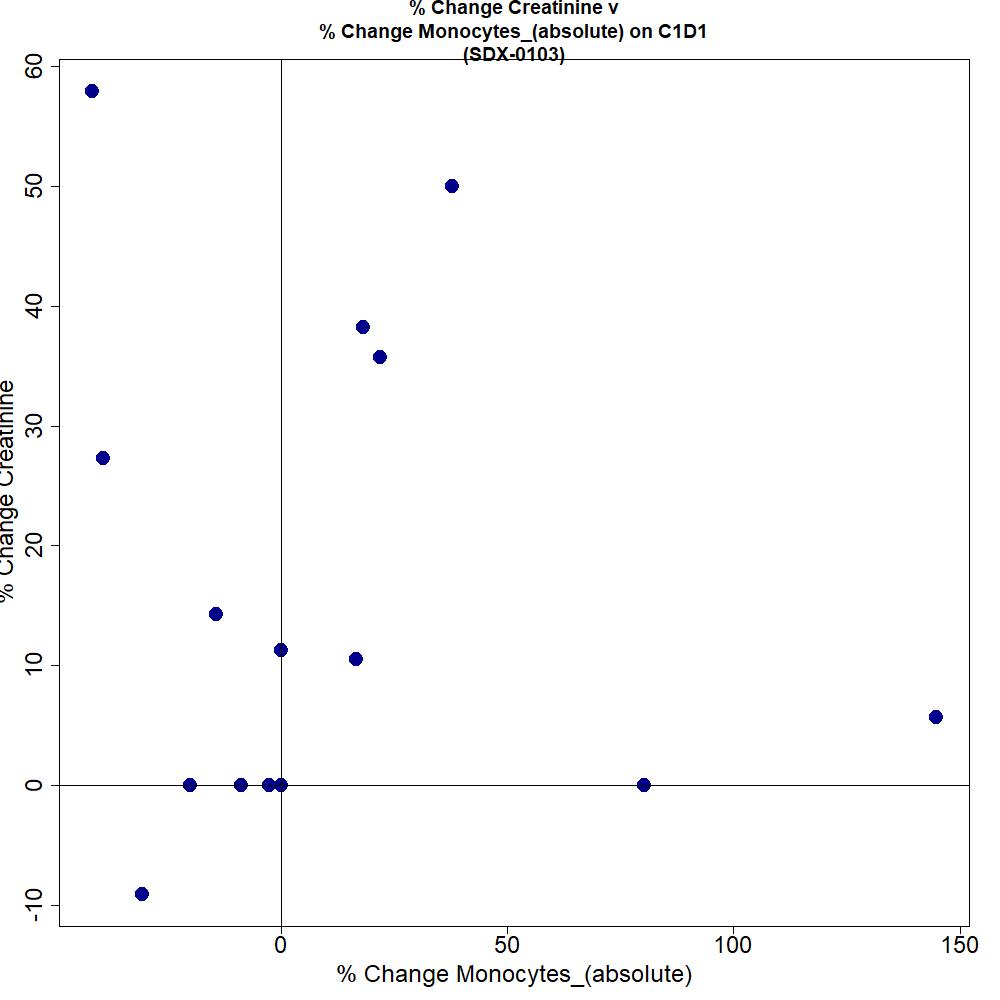 % Change Creatinine v
% Change Monocytes_(absolute) on C1D1
(SDX-0103)
% Change Creatinine
60
50
40
30
20
10
0
-10
0 50 100 150
% Change Monocytes_(absolute)